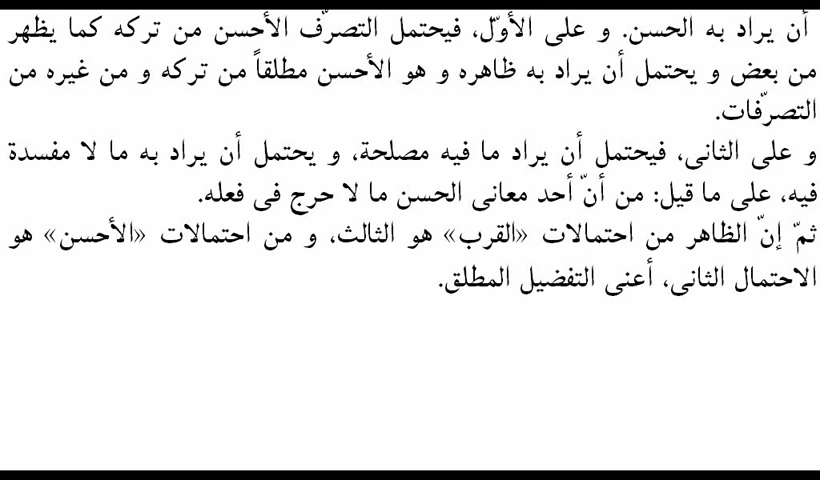 أن يراد به الحسن. و على الأوّل، فيحتمل التصرّف الأحسن من تركه كما يظهر
من بعض و يحتمل أن يراد به ظاهره و هو الأحسن مطلقاً من تركه و من غيره من
التصرّفات.
و على الثانى، فيحتمل أن يراد ما فيه مصلحة، و يحتمل أن يراد به ما لا مفسدة
فيه، على ما قيل: من أنّ أحد معانى الحسن ما لا حرج فى فعله.
ثمّ إنّ الظاهر من احتمالات «القرب» هو الثالث، و من احتمالات «الأحسن» هو
الاحتمال الثانى، أعنى التفضيل المطلق.